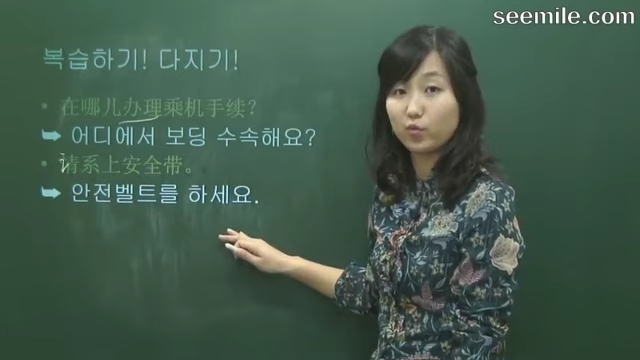 seemile.com
복습하기! 다지기!
• 在哪儿办理乘机手续?
➥ 어디에서 보딩 수속해요?
• 请系上安全带。
➥ 안전벨트를 하세요.